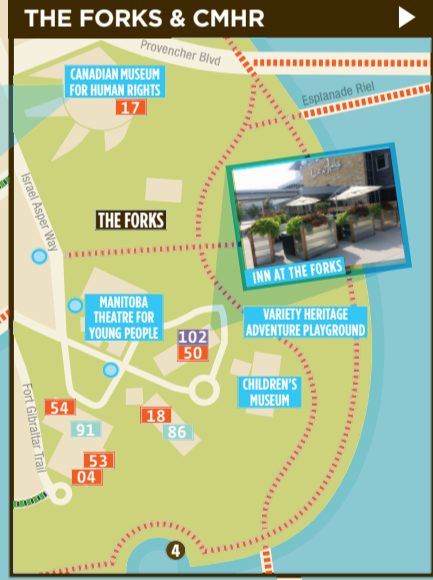 THE FORKS & CMHR
Provencher Blvd
CANADIAN MUSEUM
FOR HUMAN RIGHTS
17
Esplanade Riel
Israel Asper Way
THE FORKS
INN AT THE FORKS
MANITOBA
THEATRE FOR
YOUNG PEOPLE
VARIETY HERITAGE
ADVENTURE PLAYGROUND
102
50
CHILDREN'S
MUSEUM
Fort Gibraltar Trail
54
91
18
86
53
04
4